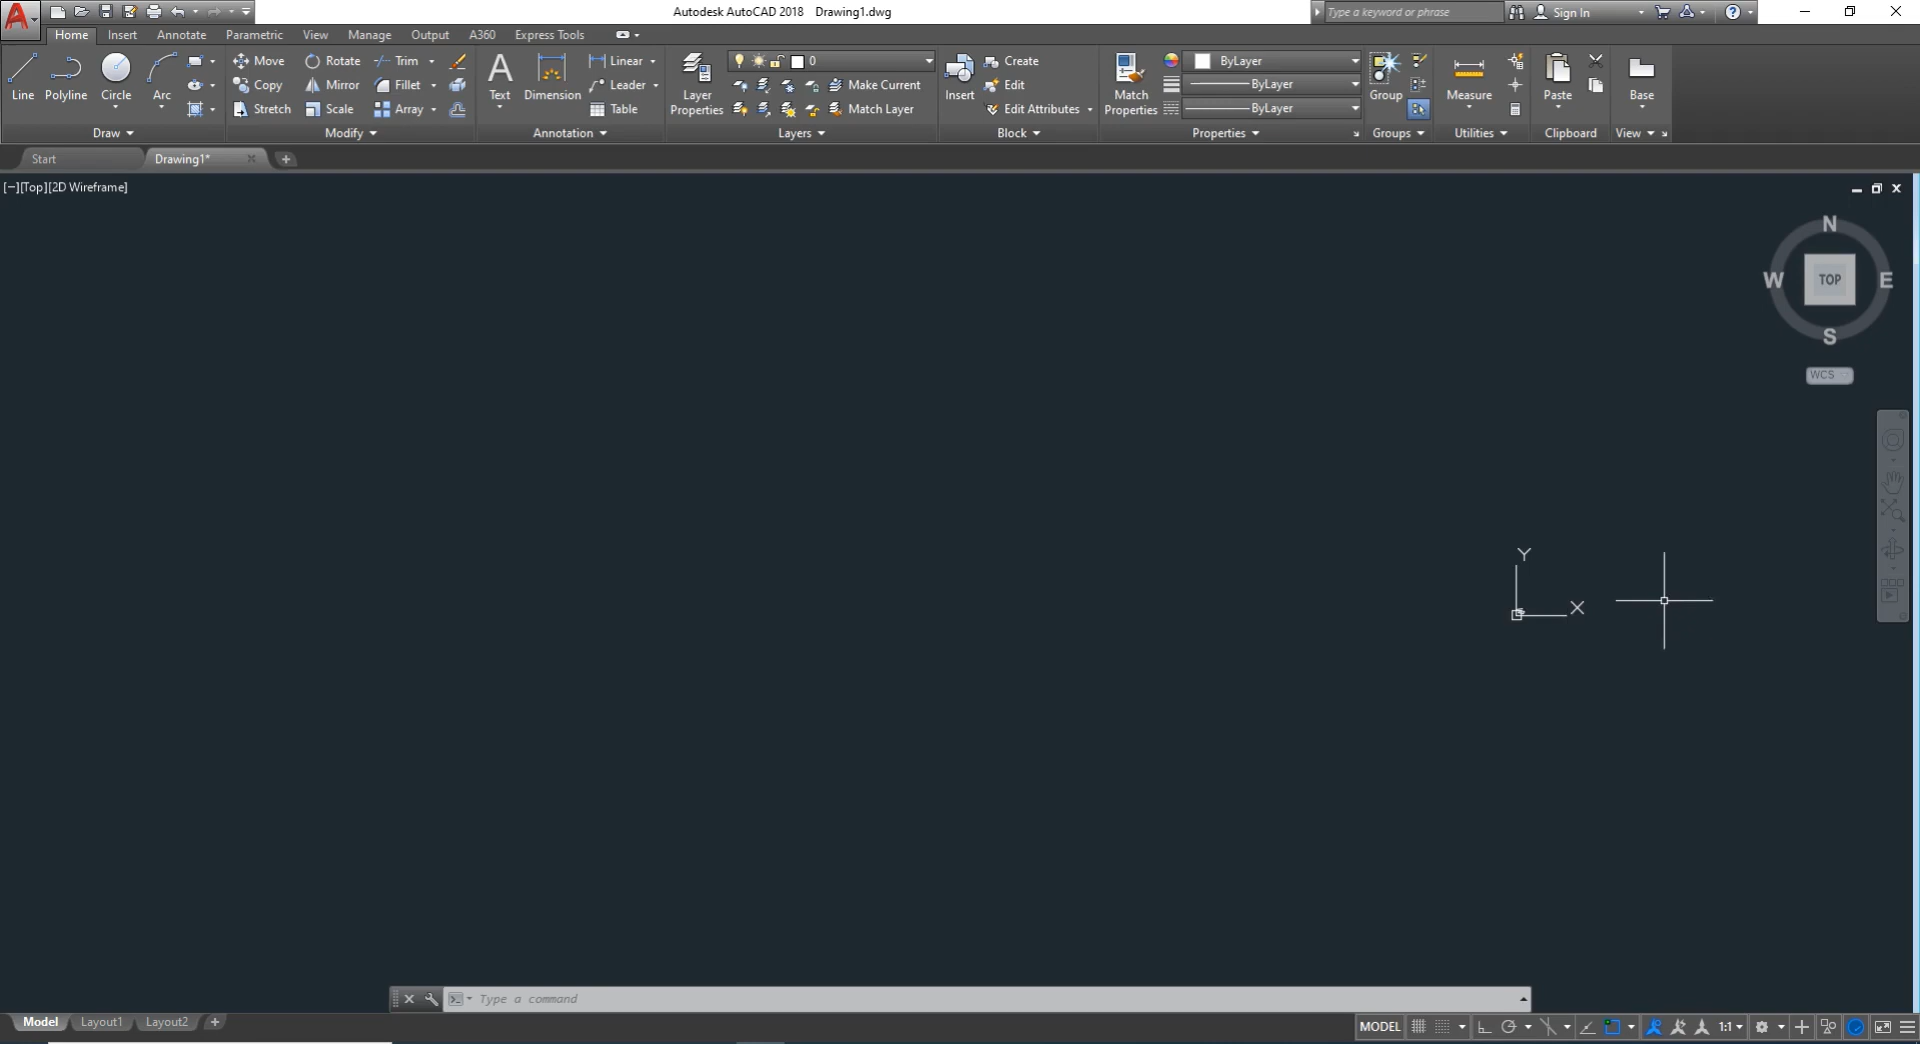 Autodesk AutoCAD 2018 Drawing1.dwg
Type a keyword or phrase
Sign In
Home Insert Annotate Parametric View Manage Output A360 Express Tools
Line Polyline Circle Arc
Move Rotate Trim
Copy Mirror Fillet
Stretch Scale Array
A
Text Dimension
Linear
Leader
Table
Layer
Properties
0
Make Current
Match Layer
Insert
Create
Edit
Edit Attributes
Match
Properties
ByLayer
ByLayer
ByLayer
Group
Measure
Paste
Base
Draw Modify Annotation Layers Block Properties Groups Utilities Clipboard View
Start Drawing1*
[−][Top][2D Wireframe]
N
W TOP E
S
WCS
Y
X
Type a command
Model Layout1 Layout2
MODEL 1:1